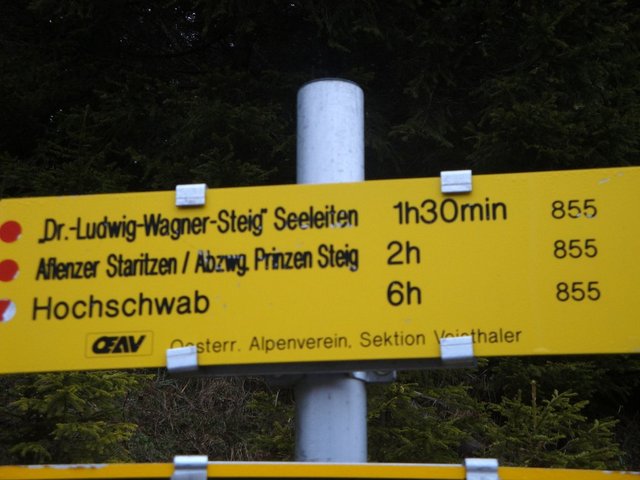 „Dr.-Ludwig-Wagner-Steig" Seeleiten 1h30min 855
Aflenzer Staritzen / Abzwg. Prinzen Steig 2h 855
Hochschwab 6h 855
OEAV Oesterr. Alpenverein, Sektion Voisthaler